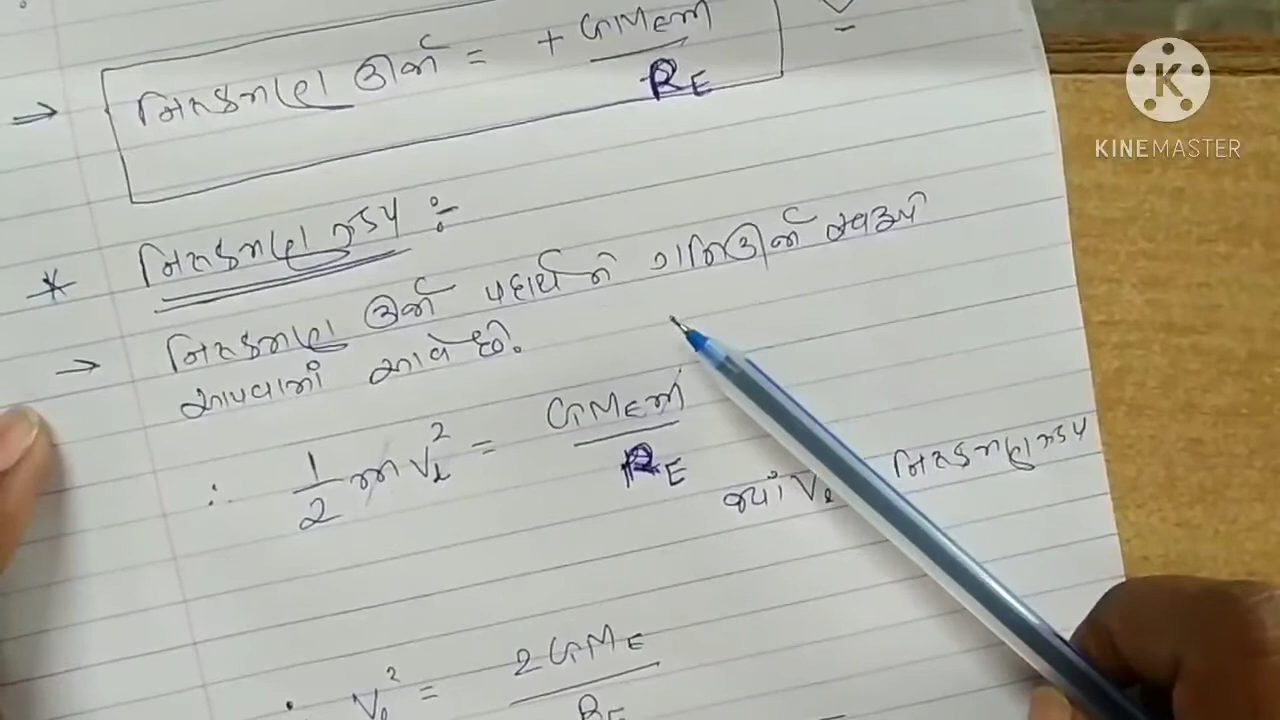 → નિષ્ક્રમણ ઊર્જા = + GMEm / RE
K
KINEMASTER
* નિષ્ક્રમણ ઝડપ :-
→ નિષ્ક્રમણ ઊર્જા પદાર્થને ગતિઊર્જા સ્વરૂપે
આપવામાં આવે છે.
∴ 1/2 m Ve² = GMEm / RE
જ્યાં Ve નિષ્ક્રમણ ઝડપ
∴ Ve² = 2GME / RE